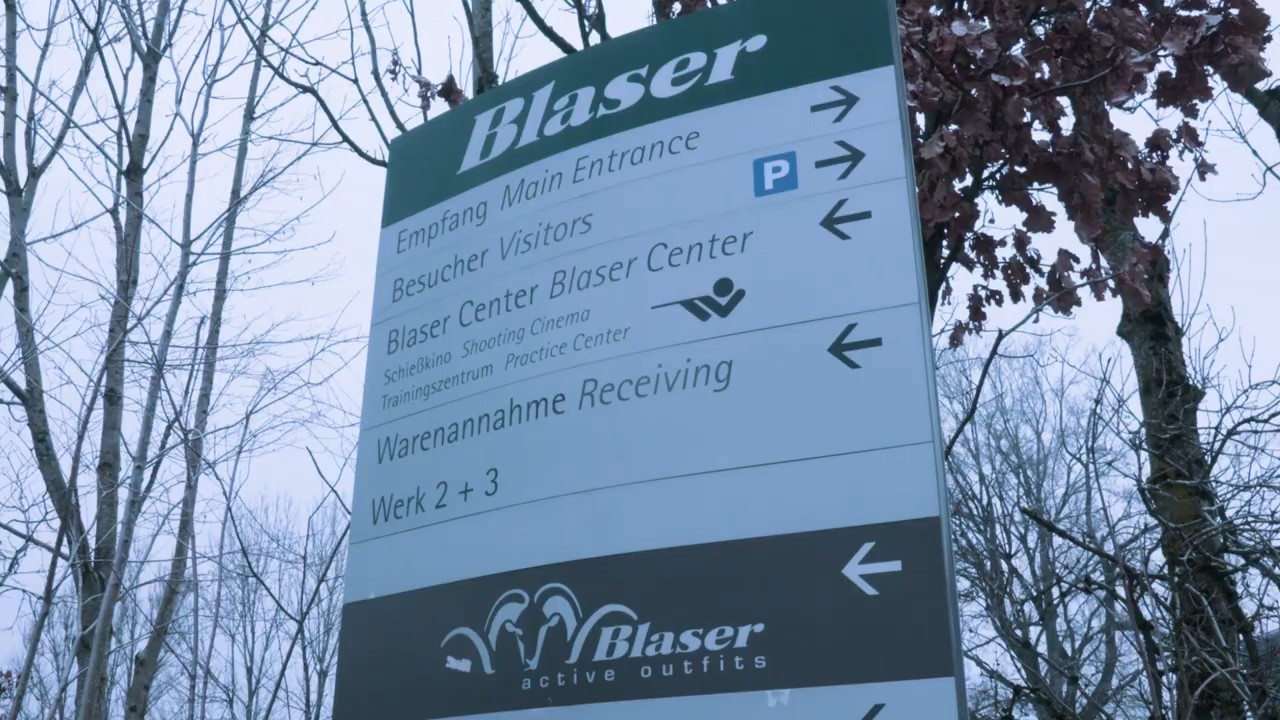 Blaser
Empfang Main Entrance
Besucher Visitors P
Blaser Center Blaser Center
Schießkino Shooting Cinema
Trainingszentrum Practice Center
Warenannahme Receiving
Werk 2 + 3
Blaser
active outfits